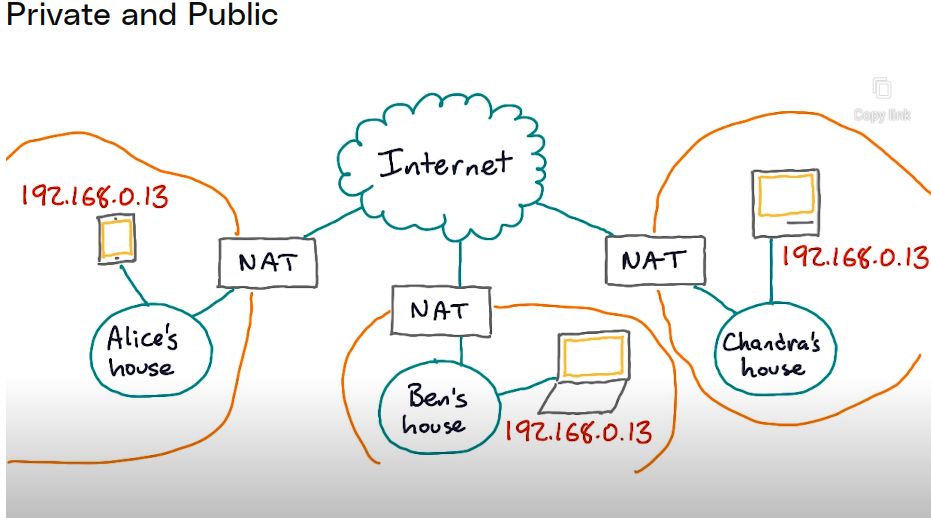 Private and Public
Copy link
Internet
192.168.0.13
NAT
NAT
192.168.0.13
NAT
Alice's
house
Chandra's
house
Ben's
house
192.168.0.13